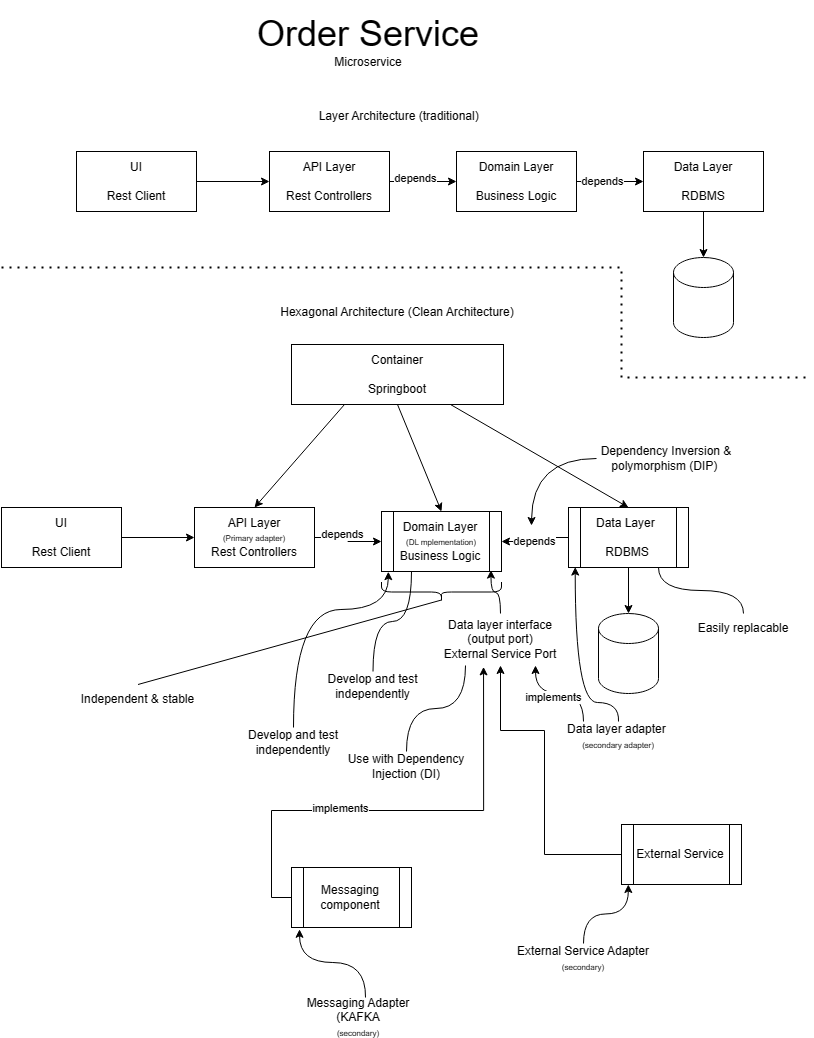 Order Service
Microservice
Layer Architecture (traditional)
UI
Rest Client
API Layer
Rest Controllers
depends
Domain Layer
Business Logic
depends
Data Layer
RDBMS
Hexagonal Architecture (Clean Architecture)
Container
Springboot
Dependency Inversion &
polymorphism (DIP)
UI
Rest Client
API Layer
(Primary adapter)
Rest Controllers
depends
Domain Layer
(DL mplementation)
Business Logic
depends
Data Layer
RDBMS
Data layer interface
(output port)
External Service Port
Easily replacable
Independent & stable
Develop and test
independently
implements
Develop and test
independently
Use with Dependency
Injection (DI)
Data layer adapter
(secondary adapter)
implements
Messaging
component
External Service
External Service Adapter
(secondary)
Messaging Adapter
(KAFKA
(secondary)